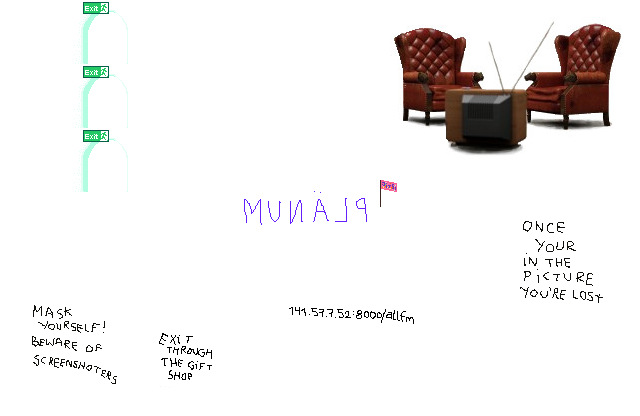 Exit
Exit
Exit
PLÄNUM
ONCE
YOUR
iN THE
PiCTURE
YOU'RE LOST
MASK
YOURSELF!
BEWARE OF
SCREENSHOTERS
EXiT
THROUGH
THE GiFT
SHOP
141.57.7.52:8000/allfm